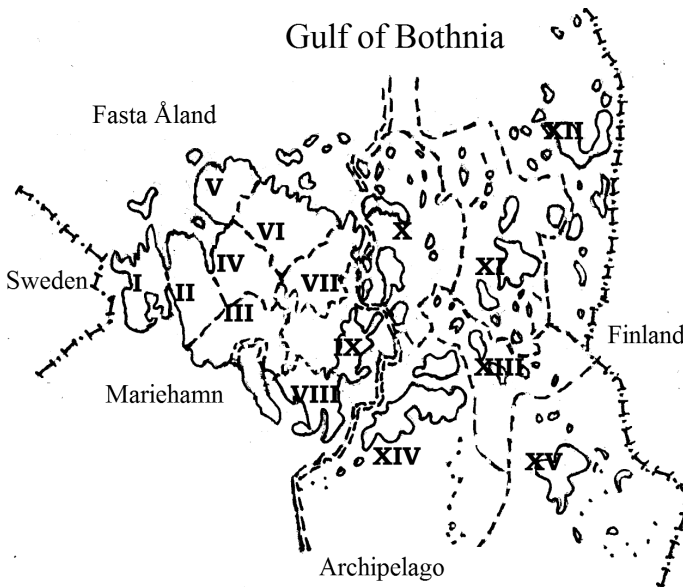 Gulf of Bothnia
Fasta Åland
XII
V
VI
X
IV
XI
I
II
VII
Sweden
III
Finland
IX
XIII
Mariehamn
VIII
XIV
XV
Archipelago